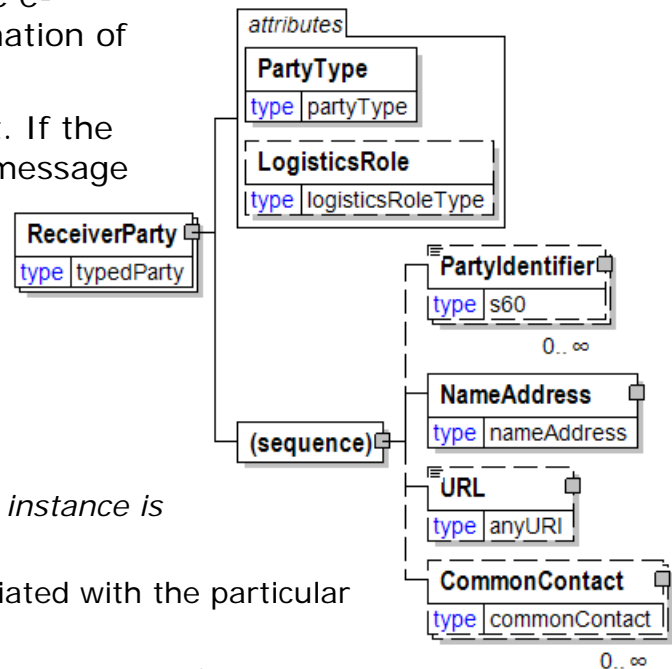 e-
nation of
t. If the
message
instance is
iated with the particular
attributes
PartyType
type partyType
LogisticsRole
type logisticsRoleType
ReceiverParty
type typedParty
PartyIdentifier
type s60
0.. ∞
(sequence)
NameAddress
type nameAddress
URL
type anyURI
CommonContact
type commonContact
0.. ∞